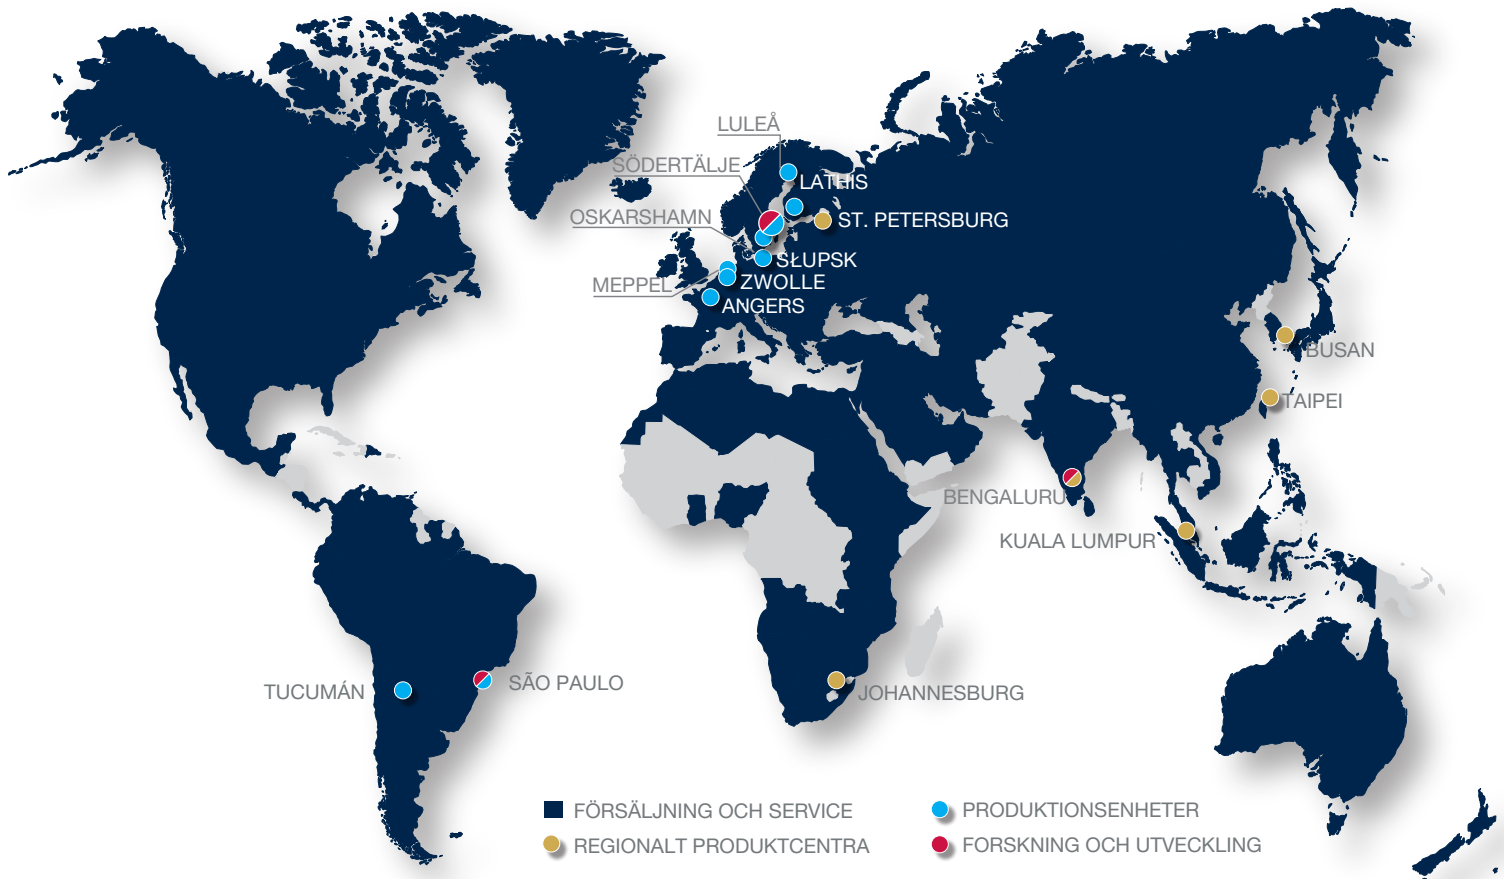 LULEÅ
SÖDERTÄLJE
LATHIS
OSKARSHAMN
ST. PETERSBURG
SŁUPSK
MEPPEL
ZWOLLE
ANGERS
BUSAN
TAIPEI
BENGALURU
KUALA LUMPUR
TUCUMÁN
SÃO PAULO
JOHANNESBURG
FÖRSÄLJNING OCH SERVICE
PRODUKTIONSENHETER
REGIONALT PRODUKTCENTRA
FORSKNING OCH UTVECKLING